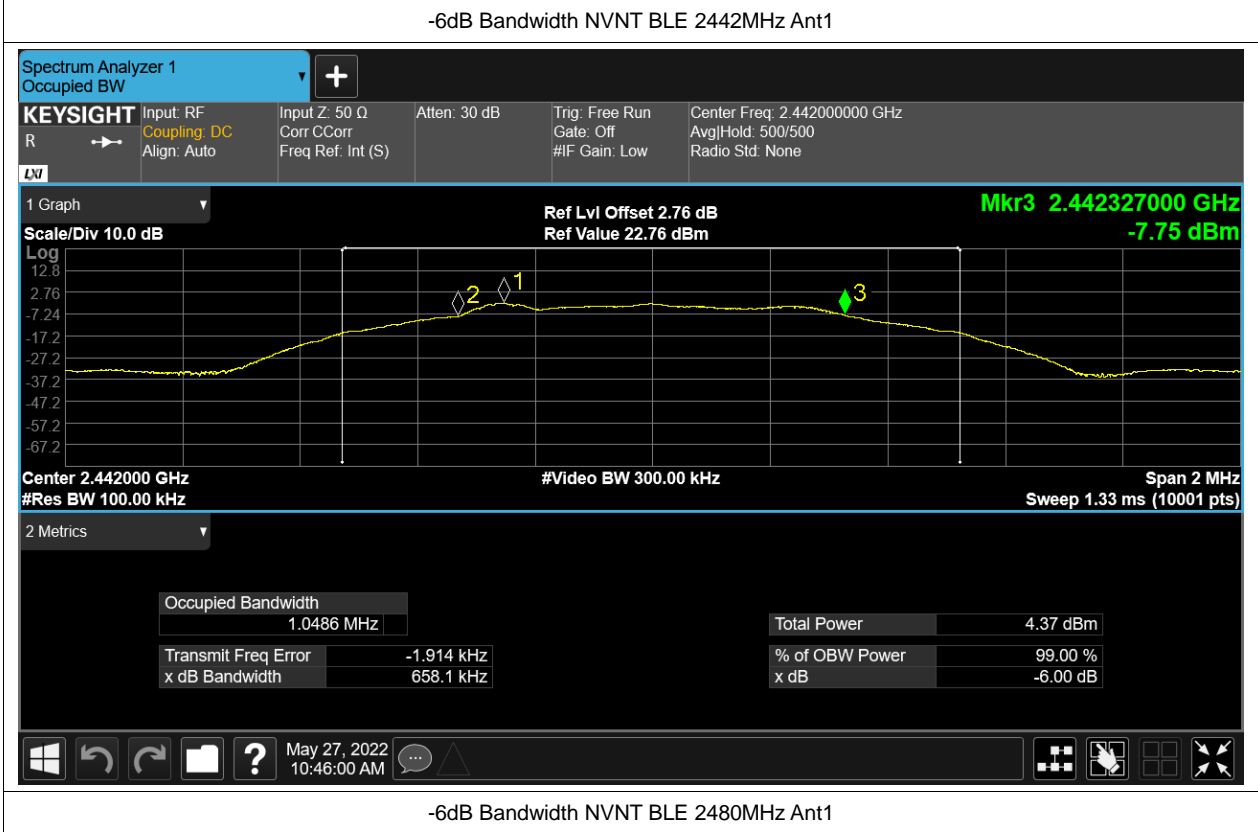 -6dB Bandwidth NVNT BLE 2442MHz Ant1
Spectrum Analyzer 1
Occupied BW
KEYSIGHT
R
LXI
Input: RF
Coupling: DC
Align: Auto
Input Z: 50 Ω
Corr CCorr
Freq Ref: Int (S)
Atten: 30 dB
Trig: Free Run
Gate: Off
#IF Gain: Low
Center Freq: 2.442000000 GHz
Avg|Hold: 500/500
Radio Std: None
1 Graph
Scale/Div 10.0 dB
Ref Lvl Offset 2.76 dB
Ref Value 22.76 dBm
Mkr3 2.442327000 GHz
-7.75 dBm
Log
12.8
2.76
-7.24
-17.2
-27.2
-37.2
-47.2
-57.2
-67.2
2
1
3
Center 2.442000 GHz
#Res BW 100.00 kHz
#Video BW 300.00 kHz
Span 2 MHz
Sweep 1.33 ms (10001 pts)
2 Metrics
Occupied Bandwidth
1.0486 MHz
Transmit Freq Error -1.914 kHz
x dB Bandwidth 658.1 kHz
Total Power 4.37 dBm
% of OBW Power 99.00 %
x dB -6.00 dB
?
May 27, 2022
10:46:00 AM
-6dB Bandwidth NVNT BLE 2480MHz Ant1